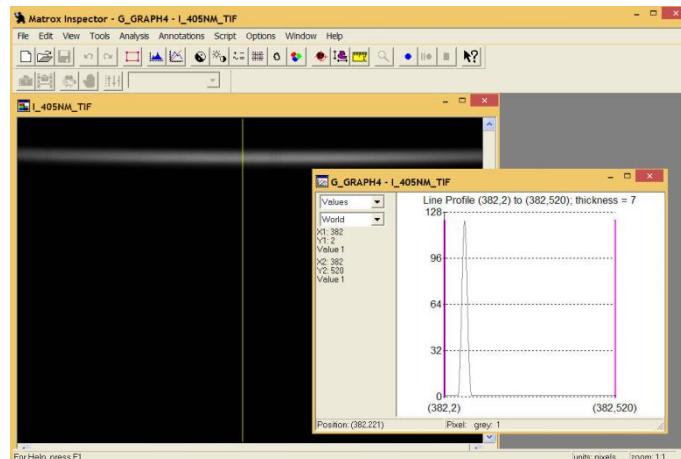 Matrox Inspector - G_GRAPH4 - I_405NM_TIF
File Edit View Tools Analysis Annotations Script Options Window Help
I_405NM_TIF
G_GRAPH4 - I_405NM_TIF
Values
World
X1: 382
Y1: 2
Value 1
X2: 382
Y2: 520
Value 1
Line Profile (382,2) to (382,520); thickness = 7
128
96
64
32
0
(382,2) (382,520)
Position: (382,221) Pixel: grey: 1
For Help, press F1 units: pixels zoom: 1:1